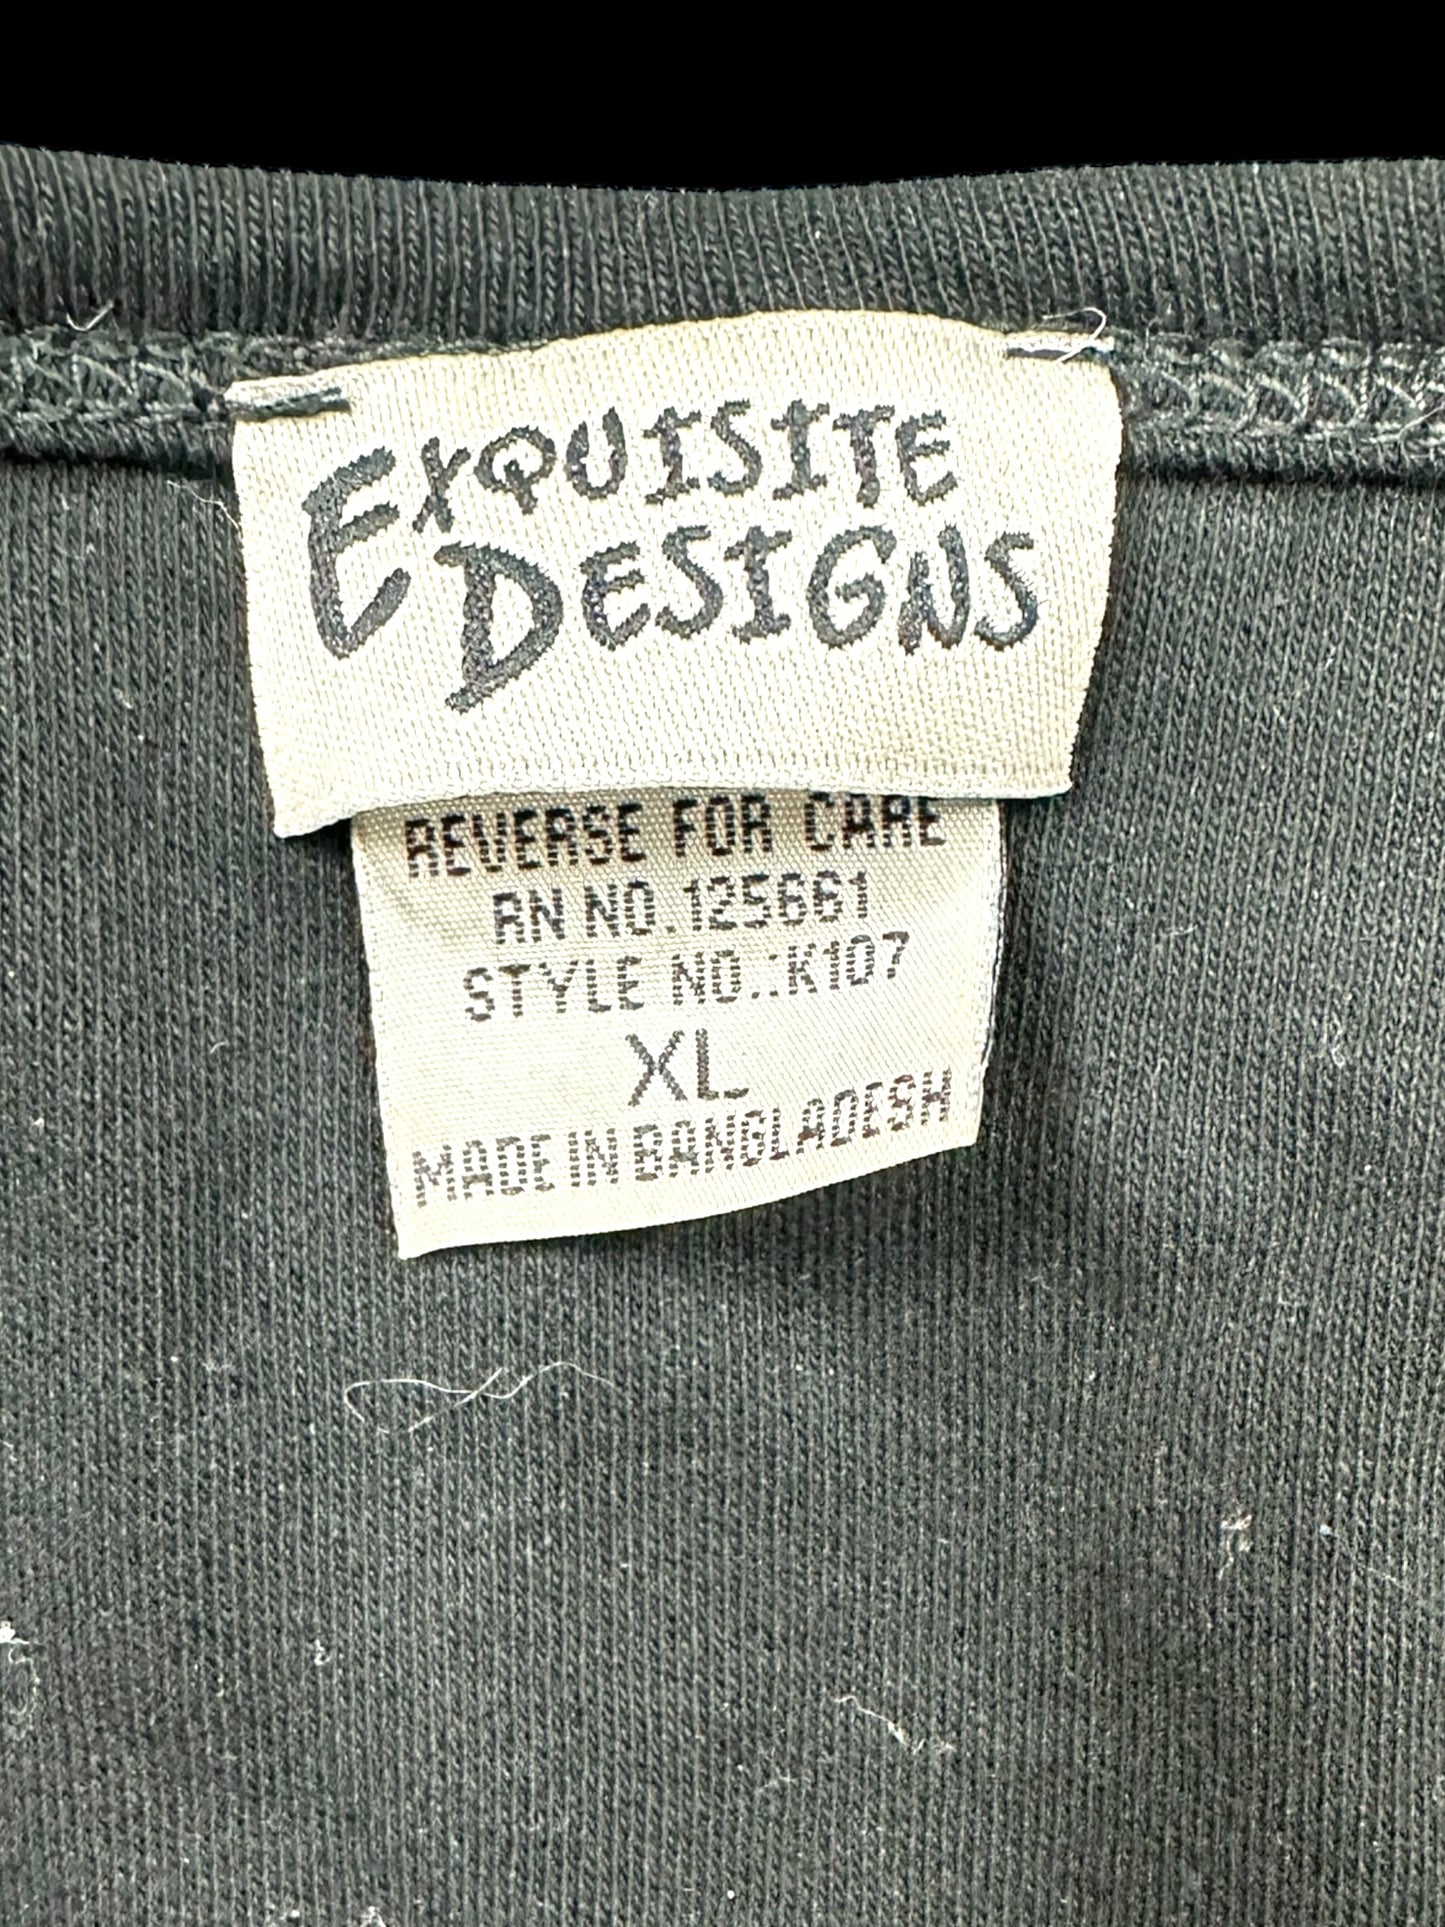 EXQUISITE
DESIGNS
REVERSE FOR CARE
RN NO.125661
STYLE NO.:K107
XL
MADE IN BANGLADESH